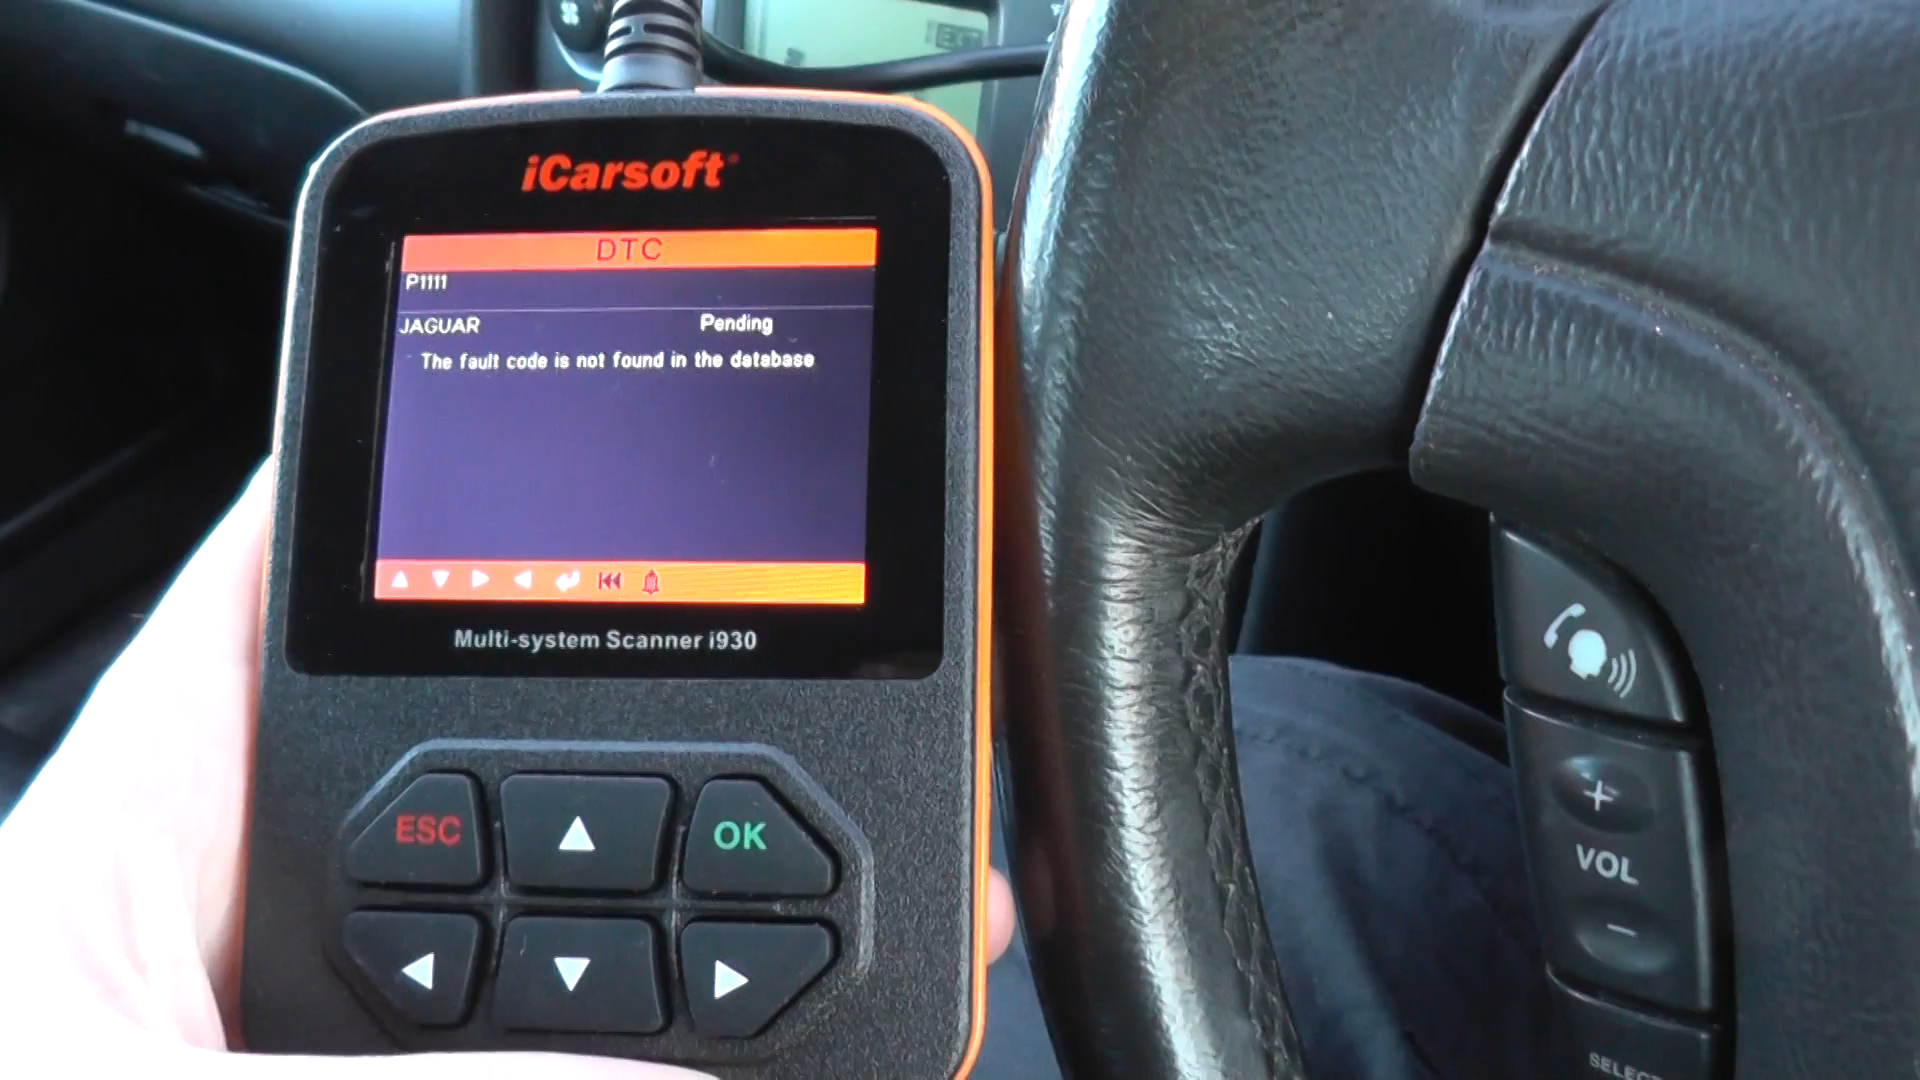 iCarsoft
DTC
P1111
JAGUAR Pending
The fault code is not found in the database
Multi-system Scanner i930
ESC
OK
+
VOL
−
SELECT